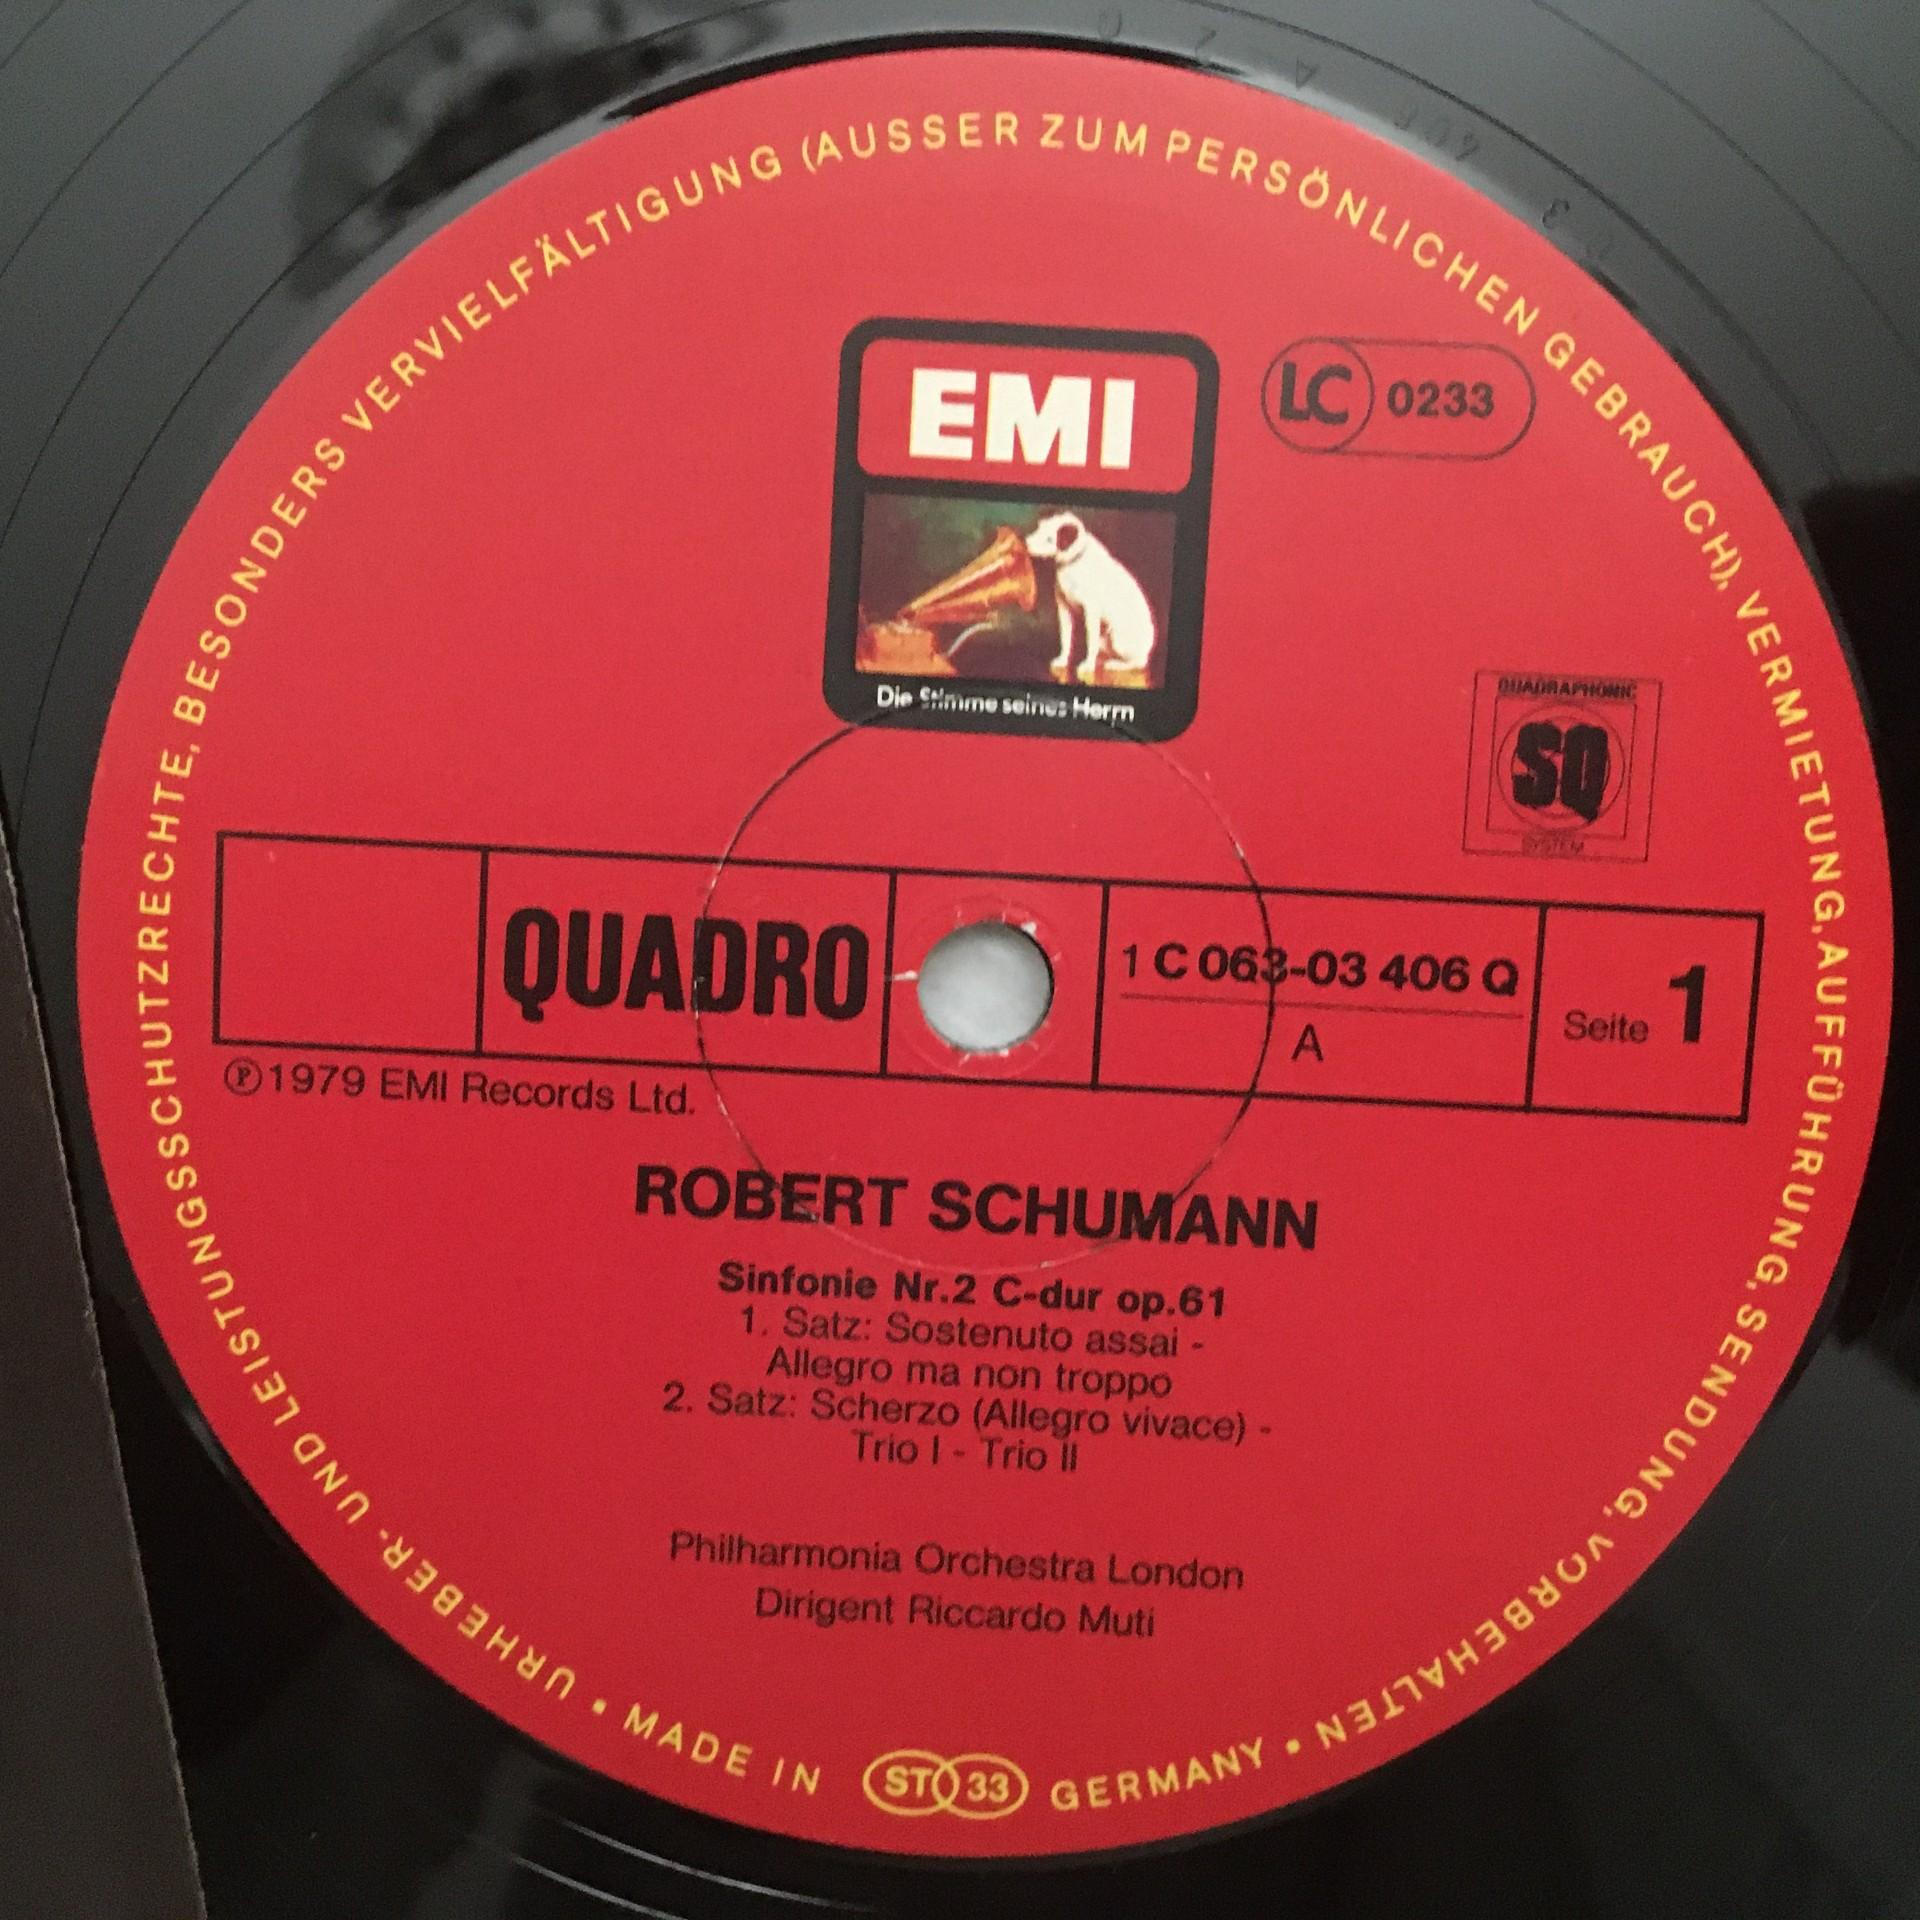 URHEBER- UND LEISTUNGSSCHUTZRECHTE, BESONDERS VERVIELFÄLTIGUNG (AUSSER ZUM PERSÖNLICHEN GEBRAUCH), VERMIETUNG, AUFFÜHRUNG, SENDUNG, VORBEHALTEN •
EMI
LC 0233
Die Stimme seines Herrn
QUADRAPHONIC
SQ
SYSTEM
QUADRO
1 C 063-03 406 Q
A
Seite 1
℗1979 EMI Records Ltd.
ROBERT SCHUMANN
Sinfonie Nr.2 C-dur op.61
1. Satz: Sostenuto assai -
Allegro ma non troppo
2. Satz: Scherzo (Allegro vivace) -
Trio I - Trio II
Philharmonia Orchestra London
Dirigent Riccardo Muti
• MADE IN ST 33 GERMANY